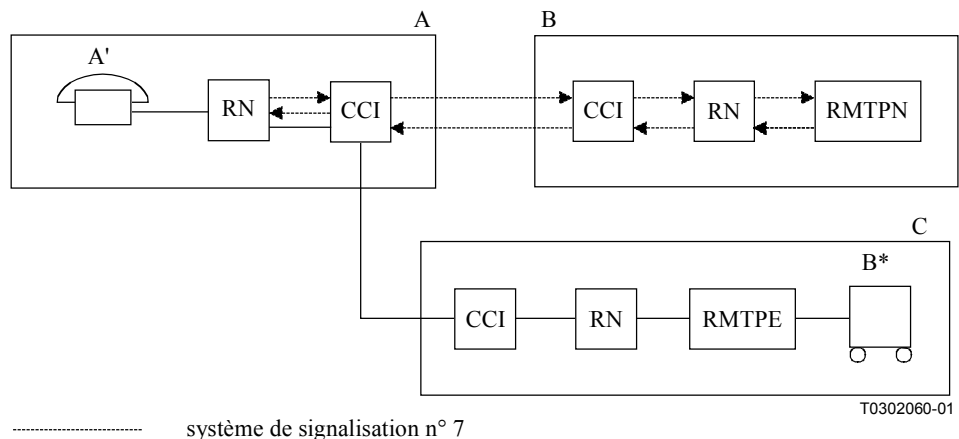 A
B
A'
RN
CCI
CCI
RN
RMTPN
C
B*
CCI
RN
RMTPE
T0302060-01
système de signalisation n° 7